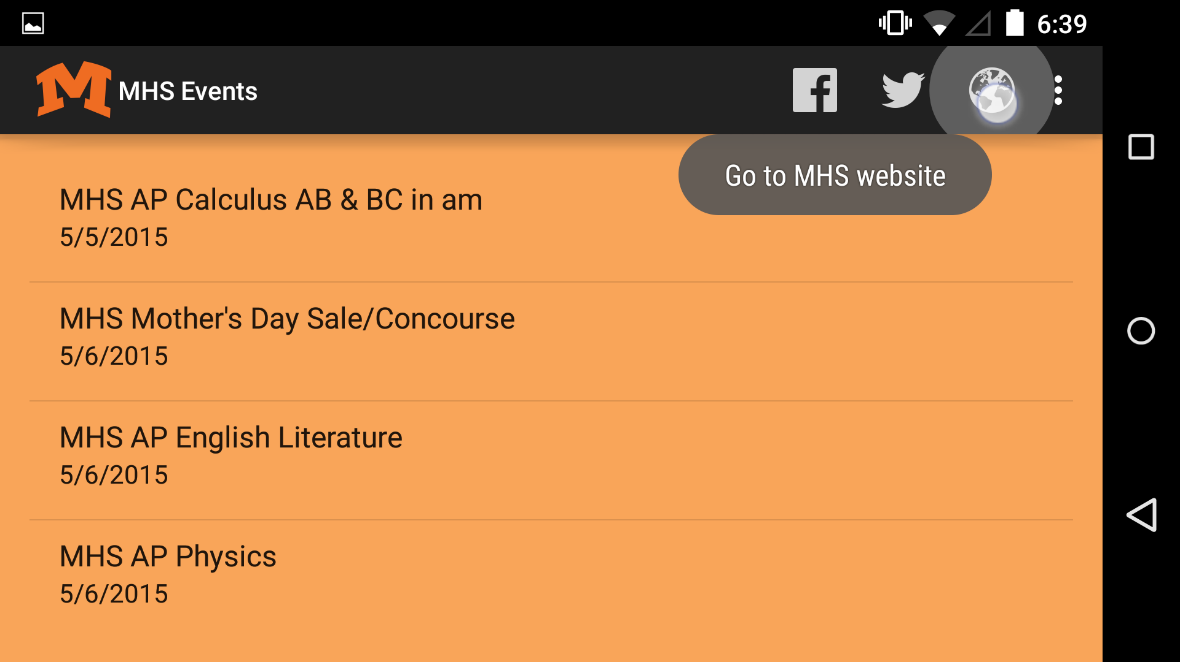 6:39
M MHS Events
Go to MHS website
MHS AP Calculus AB & BC in am
5/5/2015
MHS Mother's Day Sale/Concourse
5/6/2015
MHS AP English Literature
5/6/2015
MHS AP Physics
5/6/2015